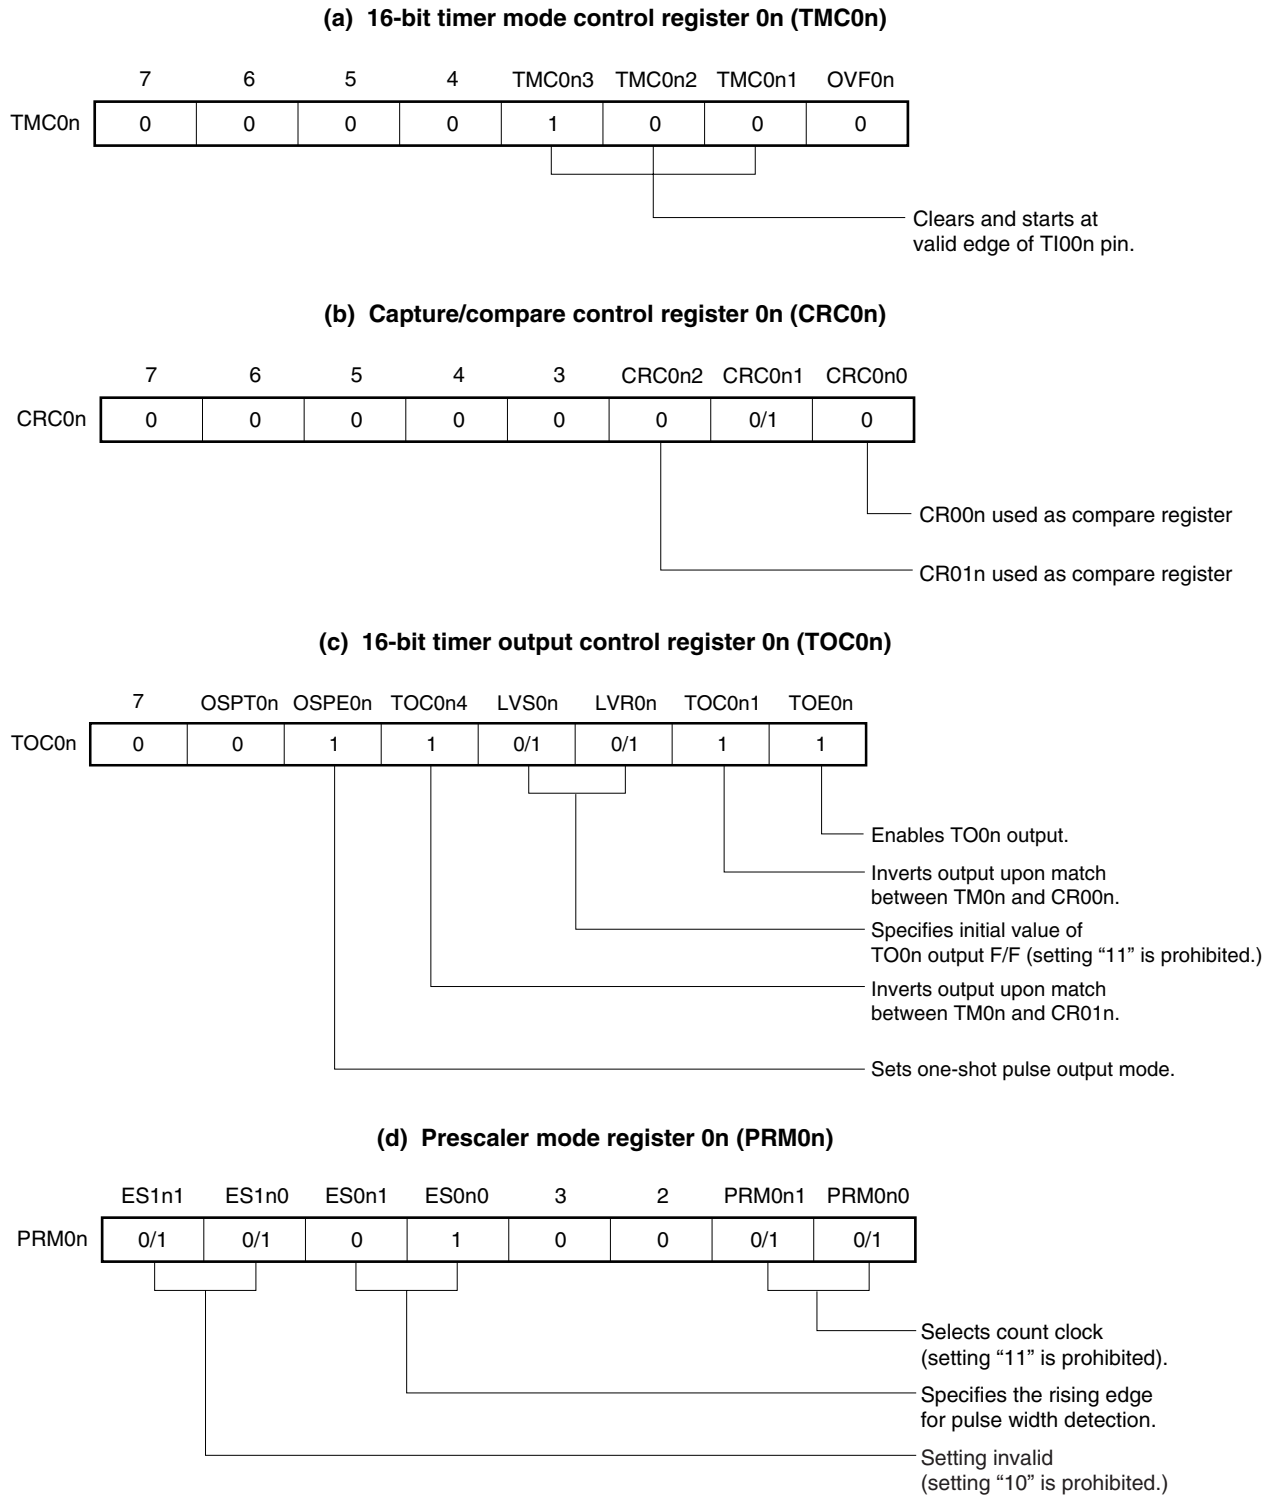 (a) 16-bit timer mode control register 0n (TMC0n)
7 6 5 4 TMC0n3 TMC0n2 TMC0n1 OVF0n
TMC0n 0 0 0 0 1 0 0 0
Clears and starts at
valid edge of TI00n pin.
(b) Capture/compare control register 0n (CRC0n)
7 6 5 4 3 CRC0n2 CRC0n1 CRC0n0
CRC0n 0 0 0 0 0 0 0/1 0
CR00n used as compare register
CR01n used as compare register
(c) 16-bit timer output control register 0n (TOC0n)
7 OSPT0n OSPE0n TOC0n4 LVS0n LVR0n TOC0n1 TOE0n
TOC0n 0 0 1 1 0/1 0/1 1 1
Enables TO0n output.
Inverts output upon match
between TM0n and CR00n.
Specifies initial value of
TO0n output F/F (setting “11” is prohibited.)
Inverts output upon match
between TM0n and CR01n.
Sets one-shot pulse output mode.
(d) Prescaler mode register 0n (PRM0n)
ES1n1 ES1n0 ES0n1 ES0n0 3 2 PRM0n1 PRM0n0
PRM0n 0/1 0/1 0 1 0 0 0/1 0/1
Selects count clock
(setting “11” is prohibited).
Specifies the rising edge
for pulse width detection.
Setting invalid
(setting “10” is prohibited.)